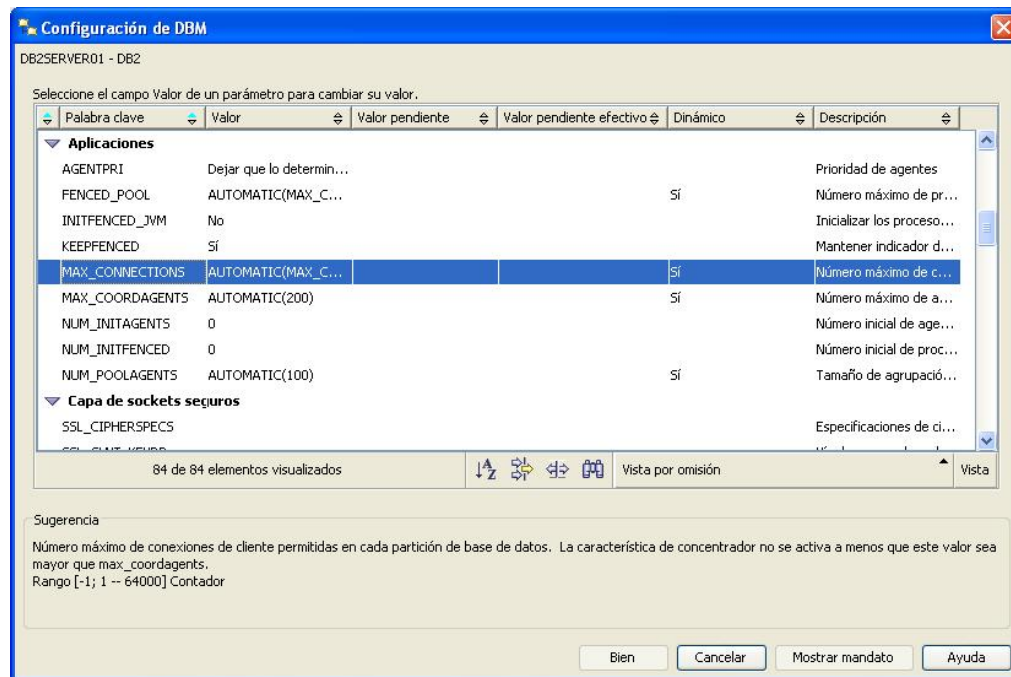 Configuración de DBM
DB2SERVER01 - DB2
Seleccione el campo Valor de un parámetro para cambiar su valor.
Palabra clave Valor Valor pendiente Valor pendiente efectivo Dinámico Descripción
Aplicaciones
AGENTPRI Dejar que lo determin... Prioridad de agentes
FENCED_POOL AUTOMATIC(MAX_C... Sí Número máximo de pr...
INITFENCED_JVM No Inicializar los proceso...
KEEPFENCED Sí Mantener indicador d...
MAX_CONNECTIONS AUTOMATIC(MAX_C... Sí Número máximo de c...
MAX_COORDAGENTS AUTOMATIC(200) Sí Número máximo de a...
NUM_INITAGENTS 0 Número inicial de age...
NUM_INITFENCED 0 Número inicial de proc...
NUM_POOLAGENTS AUTOMATIC(100) Sí Tamaño de agrupació...
Capa de sockets seguros
SSL_CIPHERSPECS Especificaciones de ci...
84 de 84 elementos visualizados Vista por omisión Vista
Sugerencia
Número máximo de conexiones de cliente permitidas en cada partición de base de datos. La característica de concentrador no se activa a menos que este valor sea
mayor que max_coordagents.
Rango [-1; 1 -- 64000] Contador
Bien Cancelar Mostrar mandato Ayuda